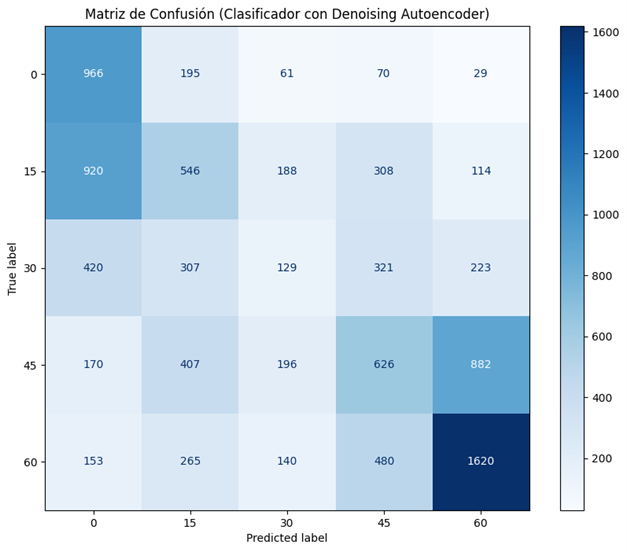 Matriz de Confusión (Clasificador con Denoising Autoencoder)
0 966 195 61 70 29
15 920 546 188 308 114
30 420 307 129 321 223
45 170 407 196 626 882
60 153 265 140 480 1620
0 15 30 45 60
True label
Predicted label
1600
1400
1200
1000
800
600
400
200